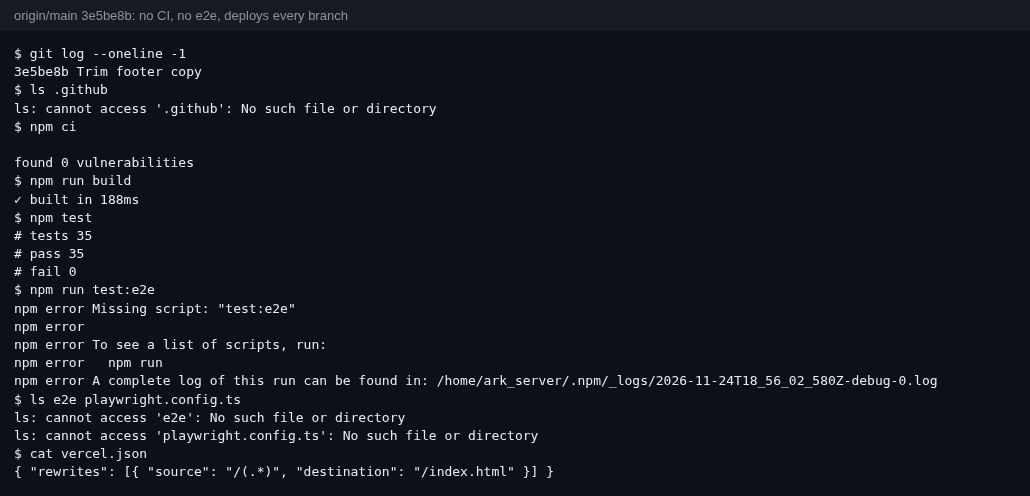 origin/main 3e5be8b: no CI, no e2e, deploys every branch
$ git log --oneline -1
3e5be8b Trim footer copy
$ ls .github
ls: cannot access '.github': No such file or directory
$ npm ci
found 0 vulnerabilities
$ npm run build
✓ built in 188ms
$ npm test
# tests 35
# pass 35
# fail 0
$ npm run test:e2e
npm error Missing script: "test:e2e"
npm error
npm error To see a list of scripts, run:
npm error   npm run
npm error A complete log of this run can be found in: /home/ark_server/.npm/_logs/2026-11-24T18_56_02_580Z-debug-0.log
$ ls e2e playwright.config.ts
ls: cannot access 'e2e': No such file or directory
ls: cannot access 'playwright.config.ts': No such file or directory
$ cat vercel.json
{ "rewrites": [{ "source": "/(.*)", "destination": "/index.html" }] }